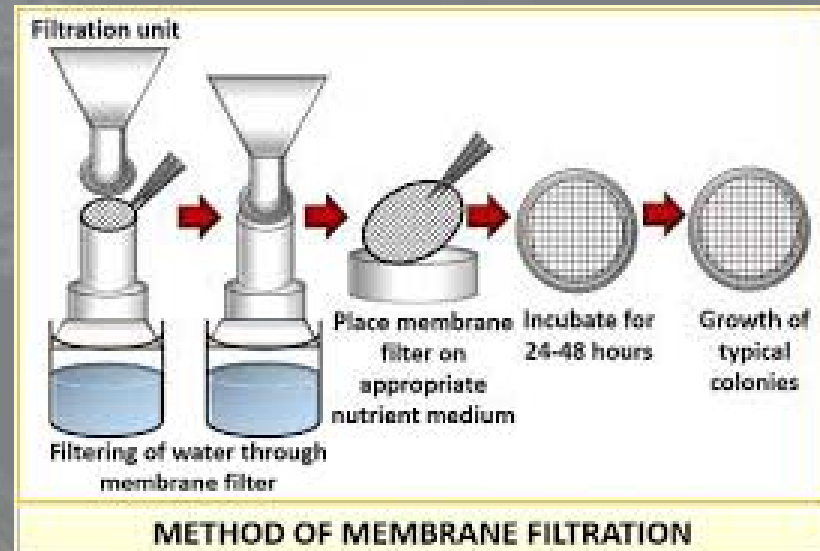 Filtration unit
Filtering of water through
membrane filter
Place membrane
filter on
appropriate
nutrient medium
Incubate for
24-48 hours
Growth of
typical
colonies
METHOD OF MEMBRANE FILTRATION